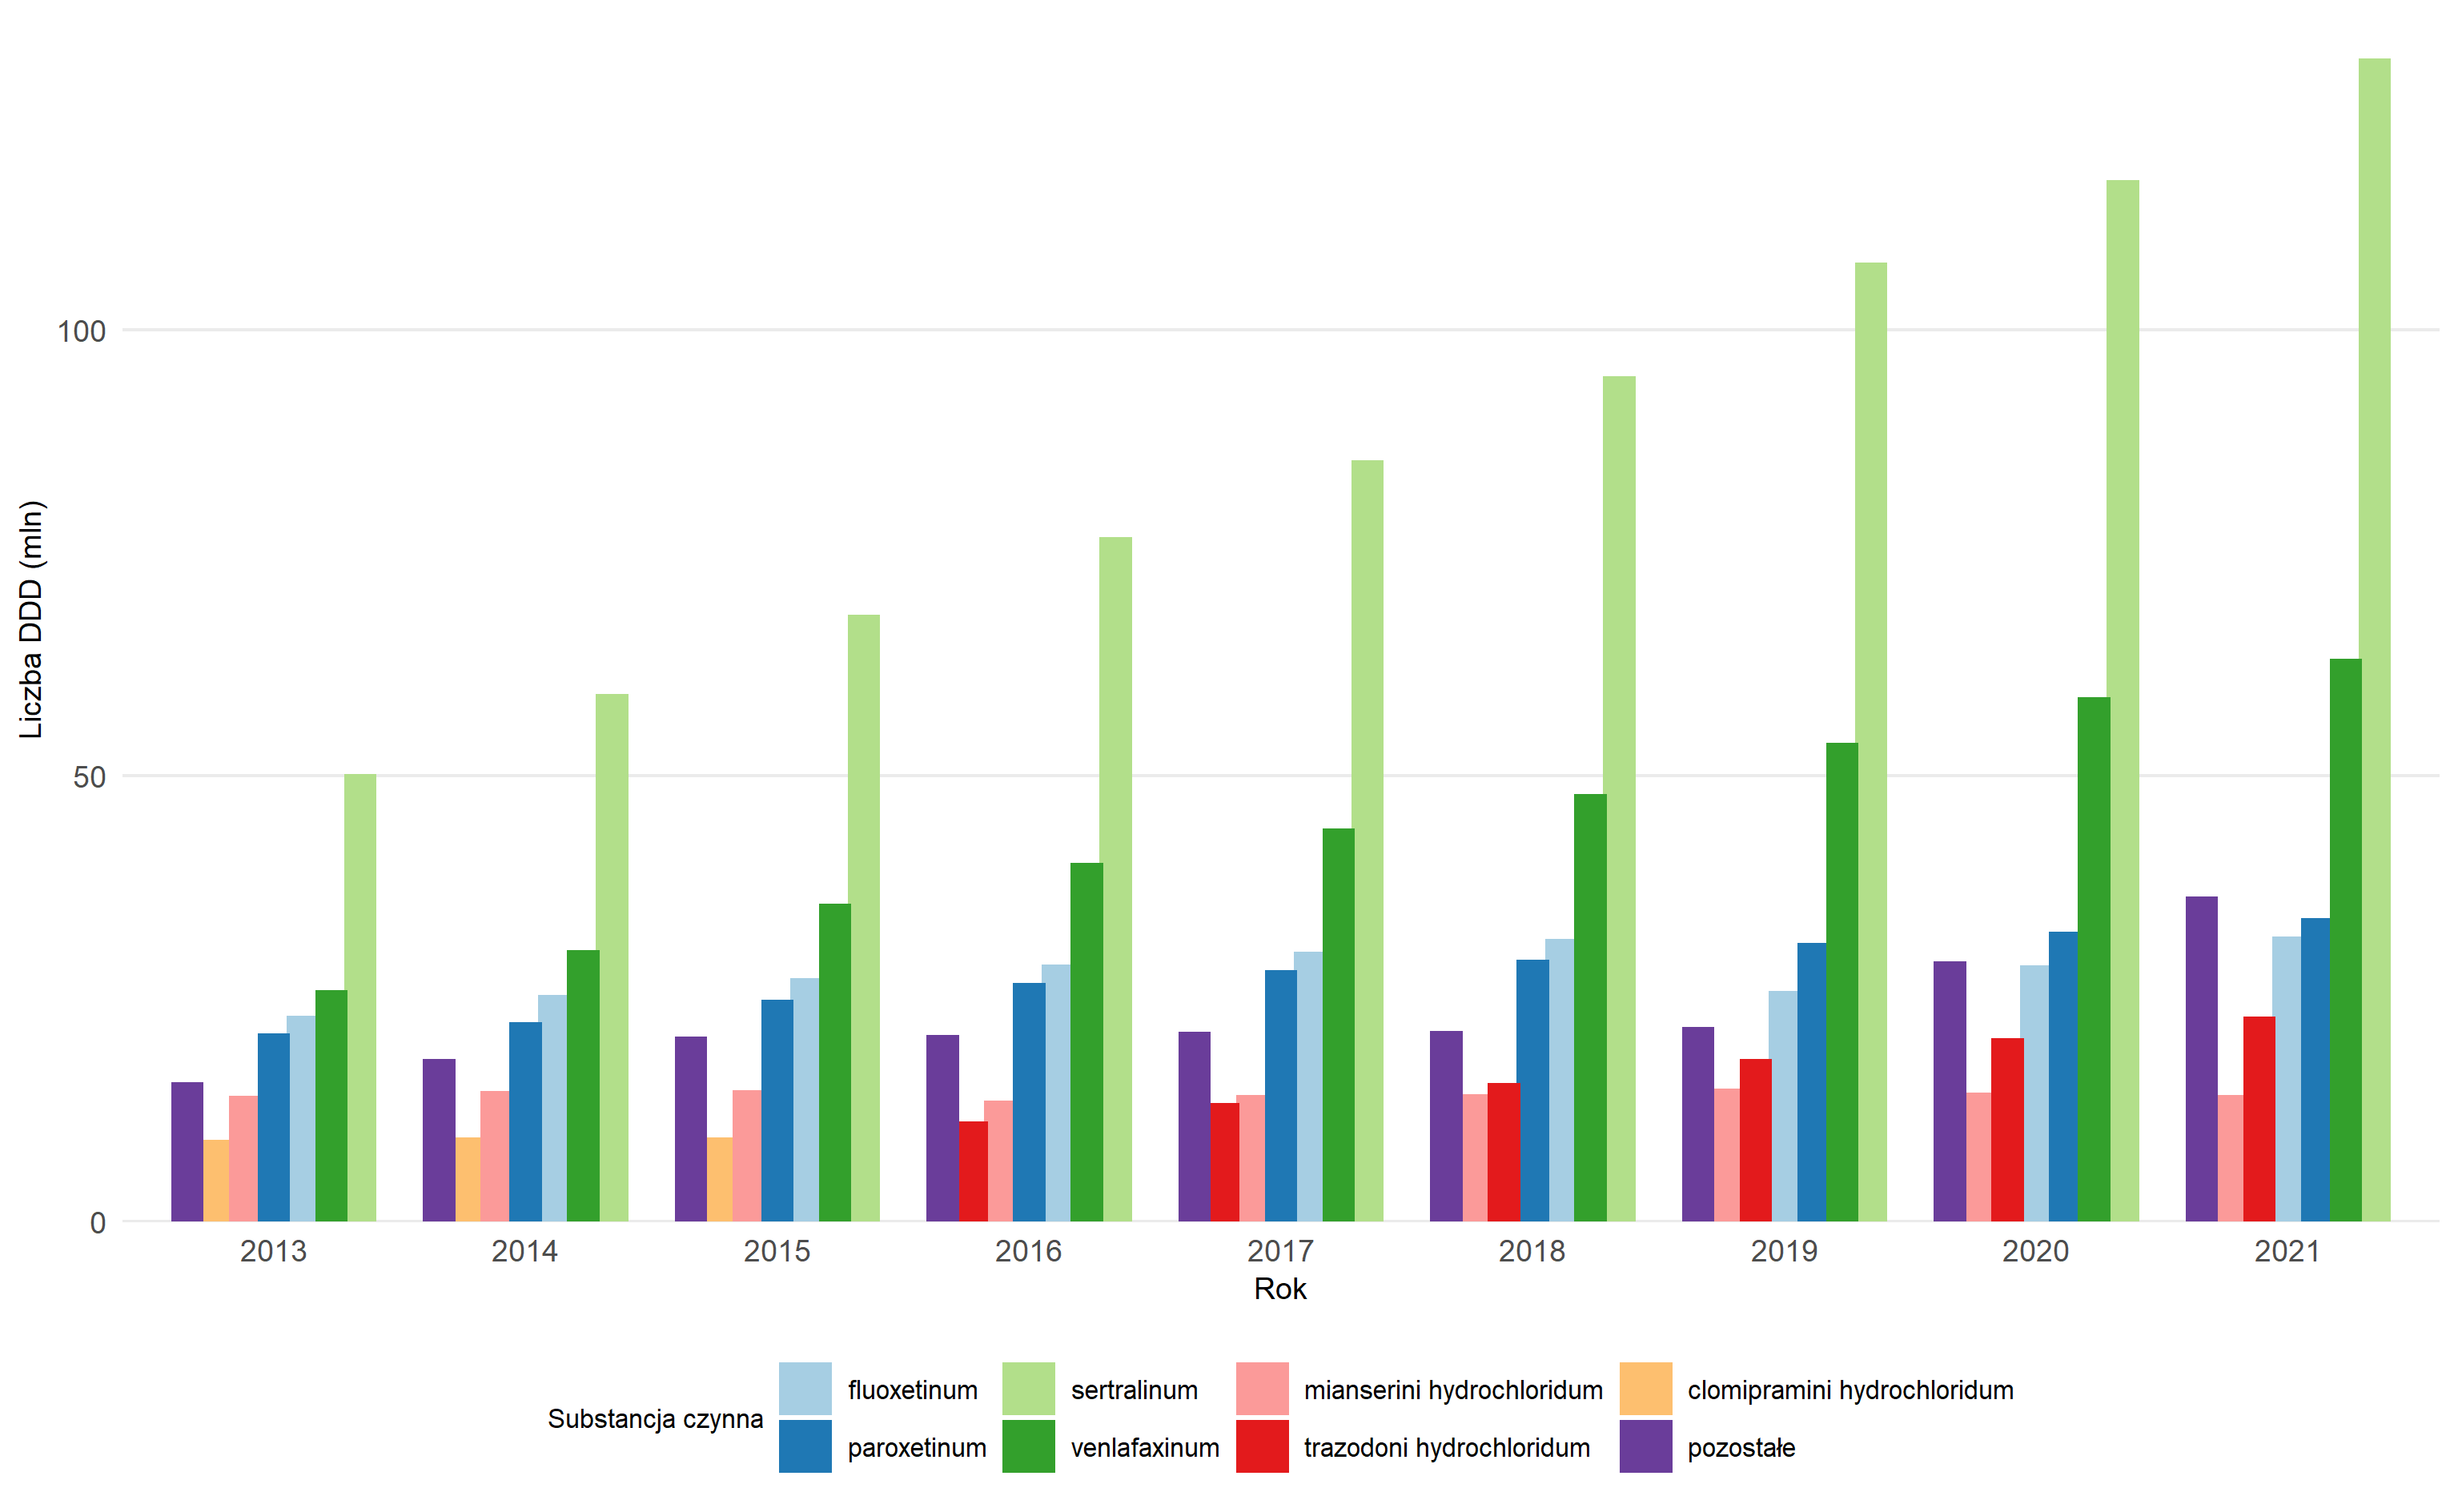 Liczba DDD (mln)
100
50
0
2013 2014 2015 2016 2017 2018 2019 2020 2021
Rok
Substancja czynna
fluoxetinum sertralinum mianserini hydrochloridum clomipramini hydrochloridum
paroxetinum venlafaxinum trazodoni hydrochloridum pozostałe